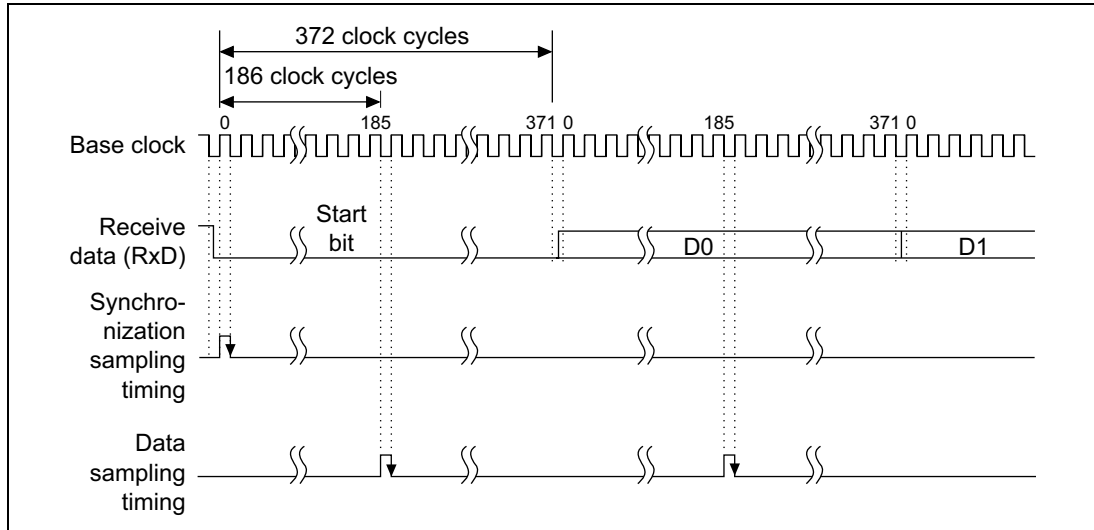 372 clock cycles
186 clock cycles
0 185 371 0 185 371 0
Base clock
Receive
data (RxD)
Start
bit
D0
D1
Synchro-
nization
sampling
timing
Data
sampling
timing